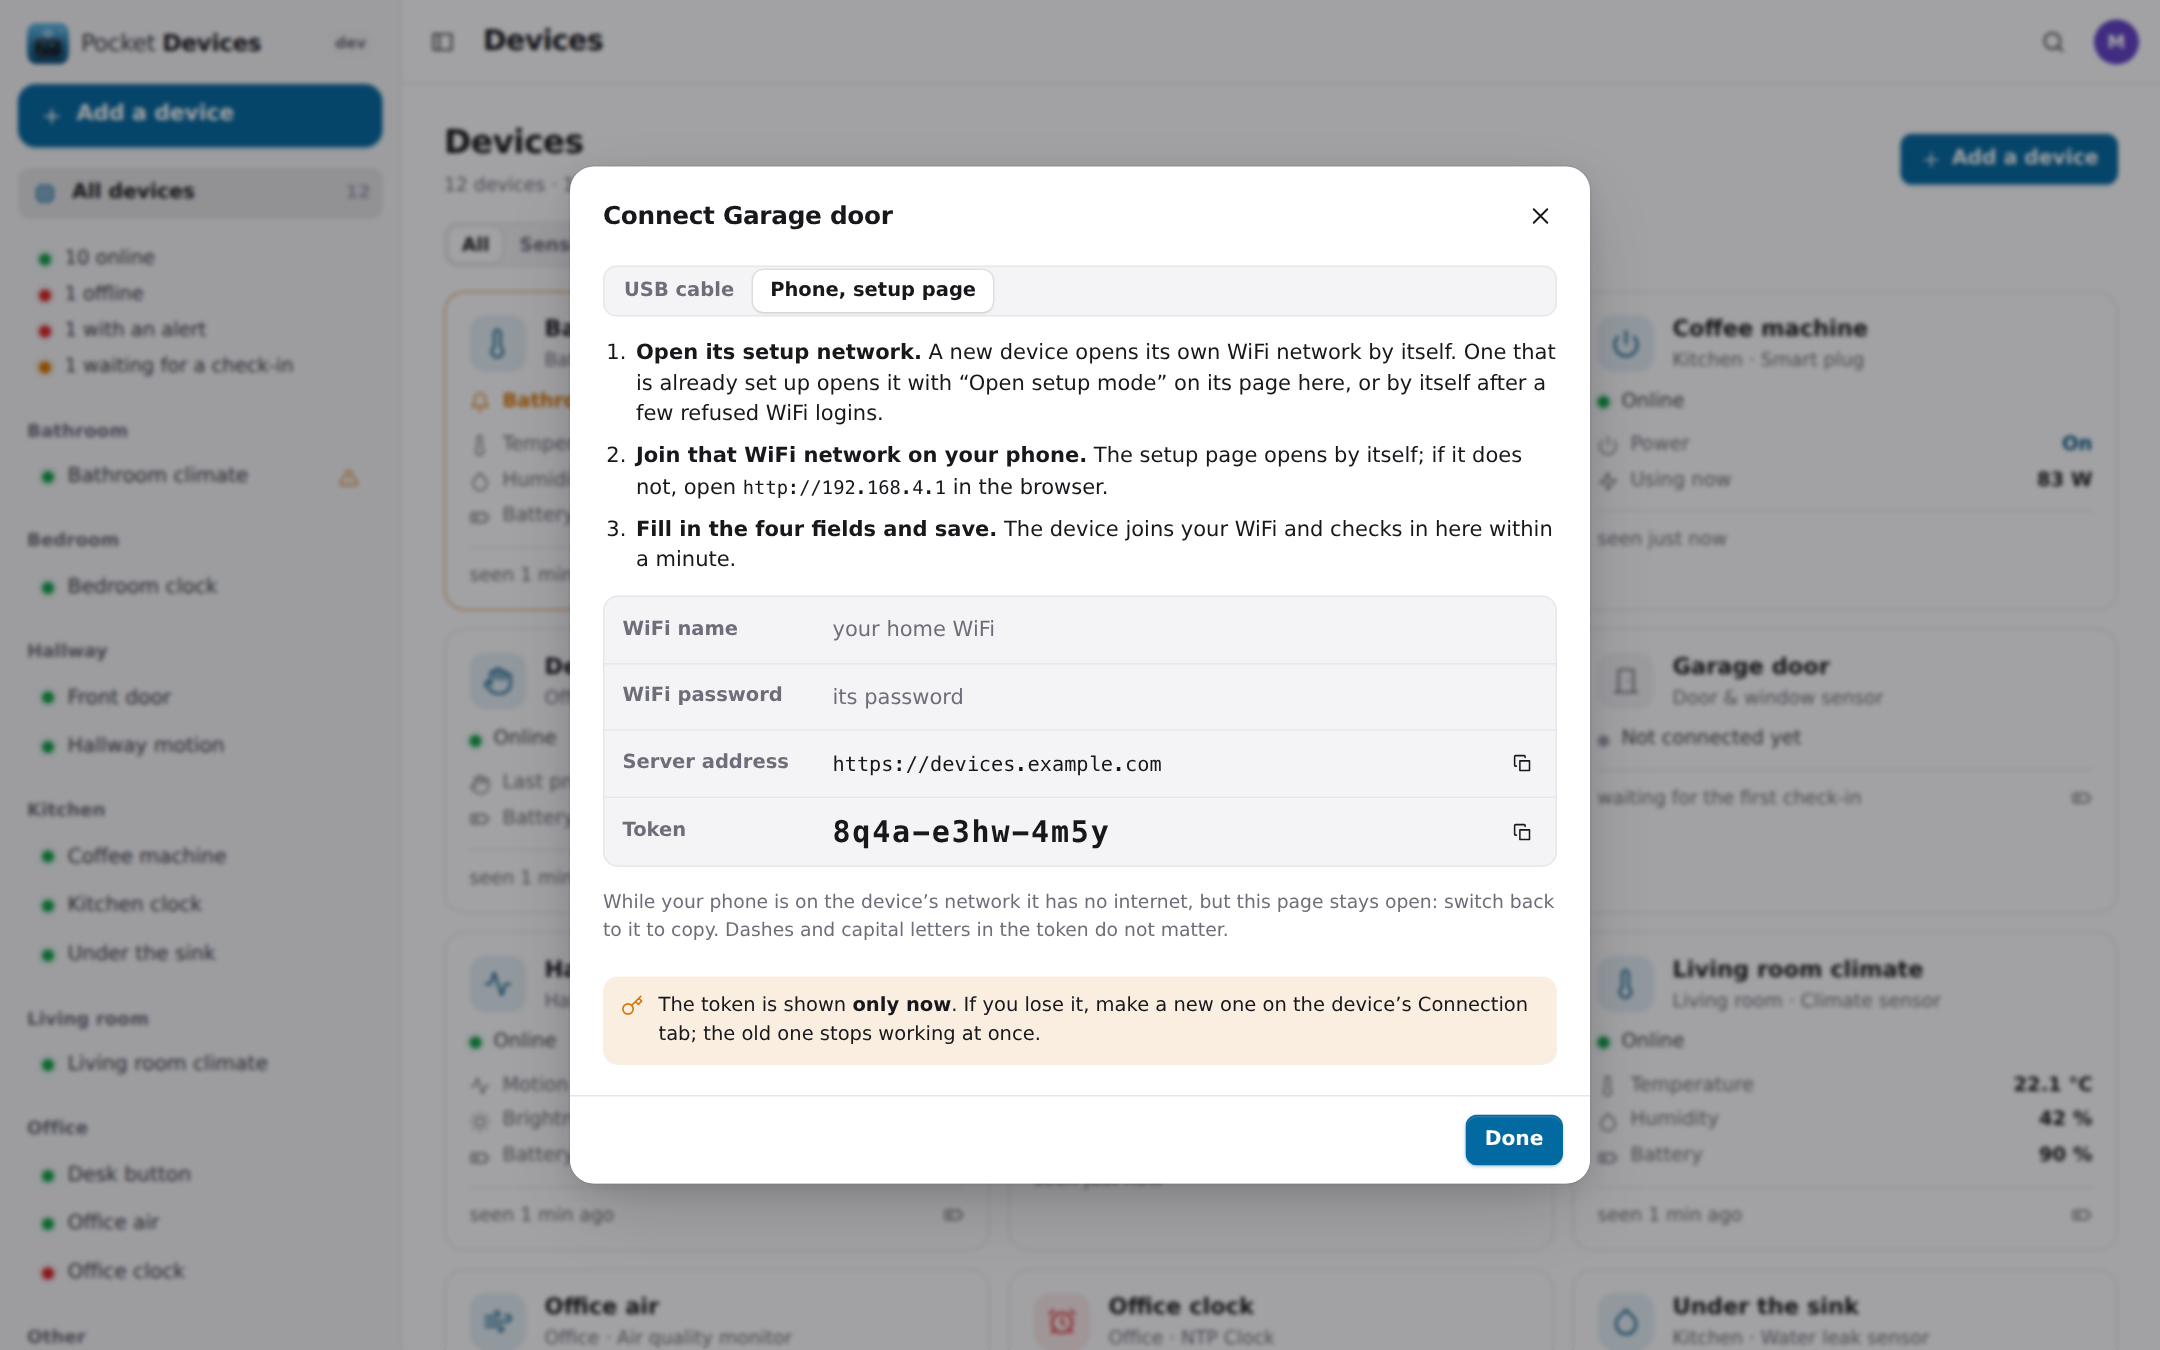 Pocket Devices
dev
Add a device
All devices
12
10 online
1 offline
1 with an alert
1 waiting for a check-in
Bathroom
Bathroom climate
Bedroom
Bedroom clock
Hallway
Front door
Hallway motion
Kitchen
Coffee machine
Kitchen clock
Under the sink
Living room
Living room climate
Office
Desk button
Office air
Office clock
Other
Devices
M
Devices
12 devices ·
Add a device
All
Connect Garage door
USB cable
Phone, setup page
1. Open its setup network. A new device opens its own WiFi network by itself. One that
is already set up opens it with “Open setup mode” on its page here, or by itself after a
few refused WiFi logins.
2. Join that WiFi network on your phone. The setup page opens by itself; if it does
not, open http://192.168.4.1 in the browser.
3. Fill in the four fields and save. The device joins your WiFi and checks in here within
a minute.
WiFi name
your home WiFi
WiFi password
its password
Server address
https://devices.example.com
Token
8q4a-e3hw-4m5y
While your phone is on the device’s network it has no internet, but this page stays open: switch back
to it to copy. Dashes and capital letters in the token do not matter.
The token is shown only now. If you lose it, make a new one on the device’s Connection
tab; the old one stops working at once.
Done
Battery
seen 1 min
Online
Battery
seen 1 min
Online
Motion
Battery
seen 1 min ago
Coffee machine
Kitchen · Smart plug
Online
Power
On
Using now
83 W
seen just now
Garage door
Door & window sensor
Not connected yet
waiting for the first check-in
Living room climate
Living room · Climate sensor
Online
Temperature
22.1 °C
Humidity
42 %
Battery
90 %
seen 1 min ago
Office air
Office · Air quality monitor
Office clock
Office · NTP Clock
Under the sink
Kitchen · Water leak sensor